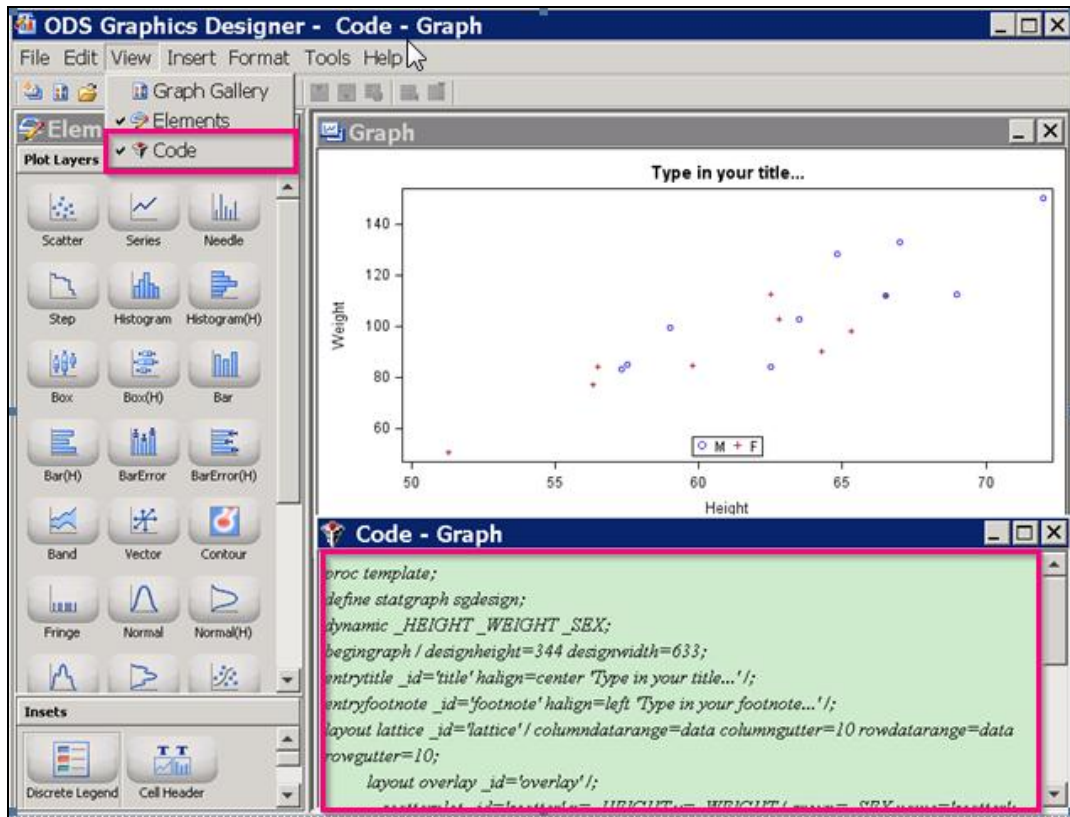 ODS Graphics Designer - Code - Graph
File Edit View Insert Format Tools Help
Graph Gallery
Elements
Code
Elem
Plot Layers
Scatter Series Needle
Step Histogram Histogram(H)
Box Box(H) Bar
Bar(H) BarError BarError(H)
Band Vector Contour
Fringe Normal Normal(H)
Insets
Discrete Legend Cell Header
Graph
Type in your title...
140
120
100
80
60
Weight
M F
50 55 60 65 70
Height
Code - Graph
proc template;
define statgraph sgdesign;
dynamic _HEIGHT _WEIGHT _SEX;
begingraph / designheight=344 designwidth=633;
entrytitle _id='title' halign=center 'Type in your title...' /;
entryfootnote _id='footnote' halign=left 'Type in your footnote...' /;
layout lattice _id='lattice' / columndatarange=data columngutter=10 rowdatarange=data
rowgutter=10;
layout overlay _id='overlay' /;